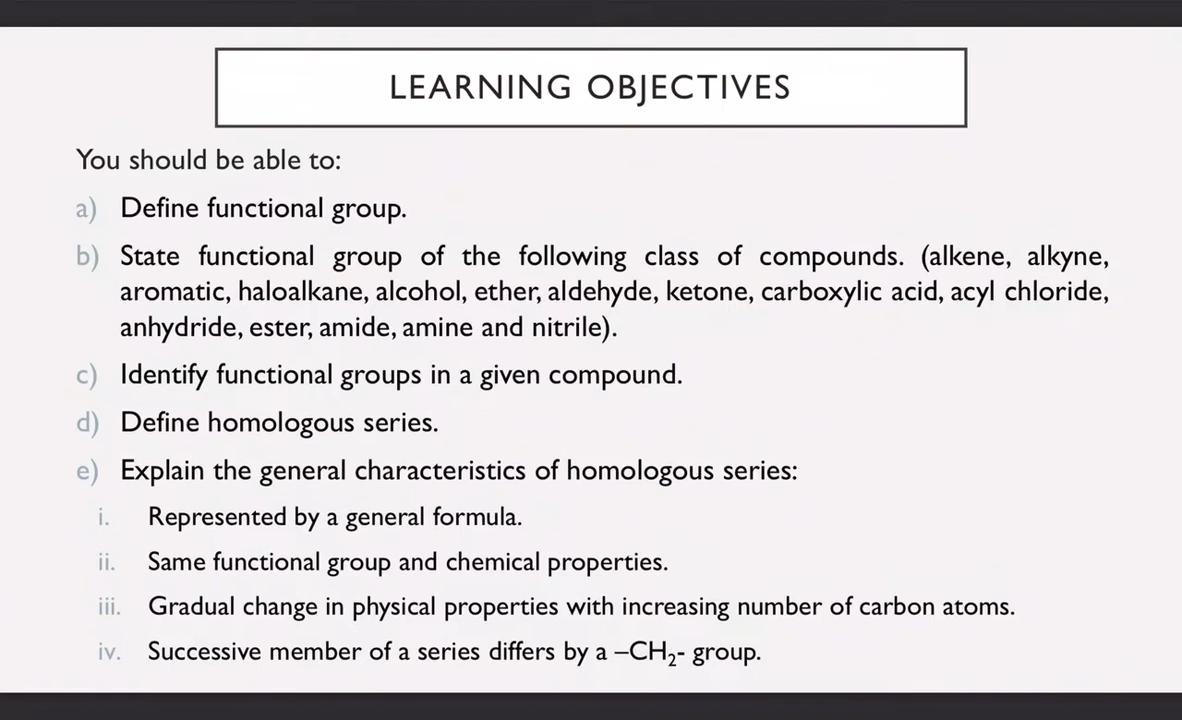 LEARNING OBJECTIVES
You should be able to:
a) Define functional group.
b) State functional group of the following class of compounds. (alkene, alkyne,
aromatic, haloalkane, alcohol, ether, aldehyde, ketone, carboxylic acid, acyl chloride,
anhydride, ester, amide, amine and nitrile).
c) Identify functional groups in a given compound.
d) Define homologous series.
e) Explain the general characteristics of homologous series:
i. Represented by a general formula.
ii. Same functional group and chemical properties.
iii. Gradual change in physical properties with increasing number of carbon atoms.
iv. Successive member of a series differs by a –CH₂- group.